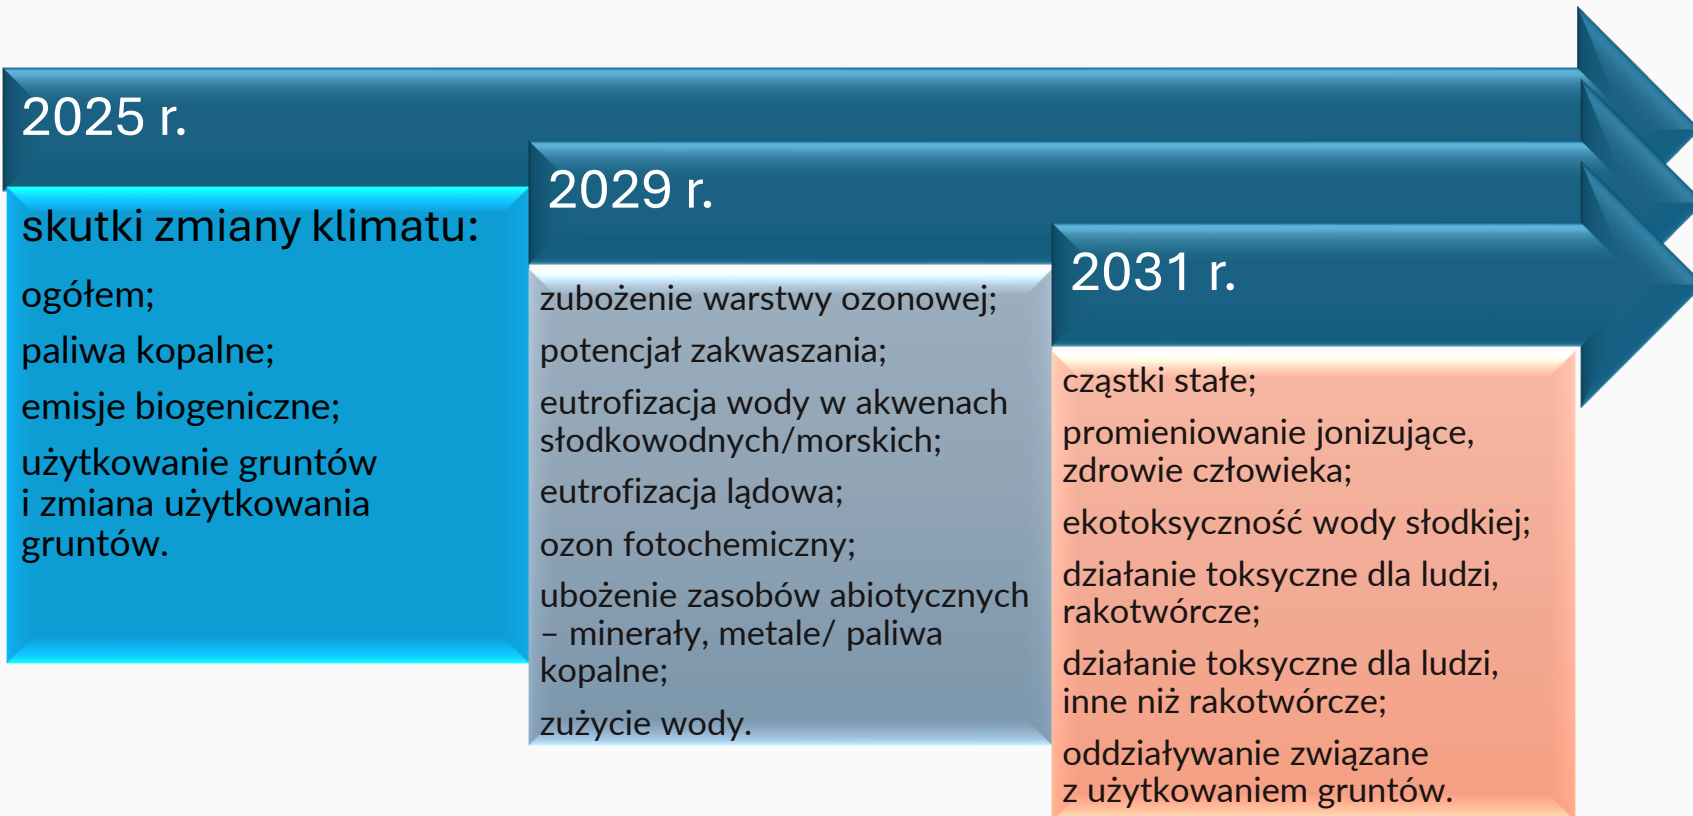 2025 r.
skutki zmiany klimatu:
ogółem;
paliwa kopalne;
emisje biogeniczne;
użytkowanie gruntów
i zmiana użytkowania
gruntów.
2029 r.
zubożenie warstwy ozonowej;
potencjał zakwaszania;
eutrofizacja wody w akwenach
słodkowodnych/morskich;
eutrofizacja lądowa;
ozon fotochemiczny;
ubożenie zasobów abiotycznych
– minerały, metale/ paliwa
kopalne;
zużycie wody.
2031 r.
cząstki stałe;
promieniowanie jonizujące,
zdrowie człowieka;
ekotoksyczność wody słodkiej;
działanie toksyczne dla ludzi,
rakotwórcze;
działanie toksyczne dla ludzi,
inne niż rakotwórcze;
oddziaływanie związane
z użytkowaniem gruntów.